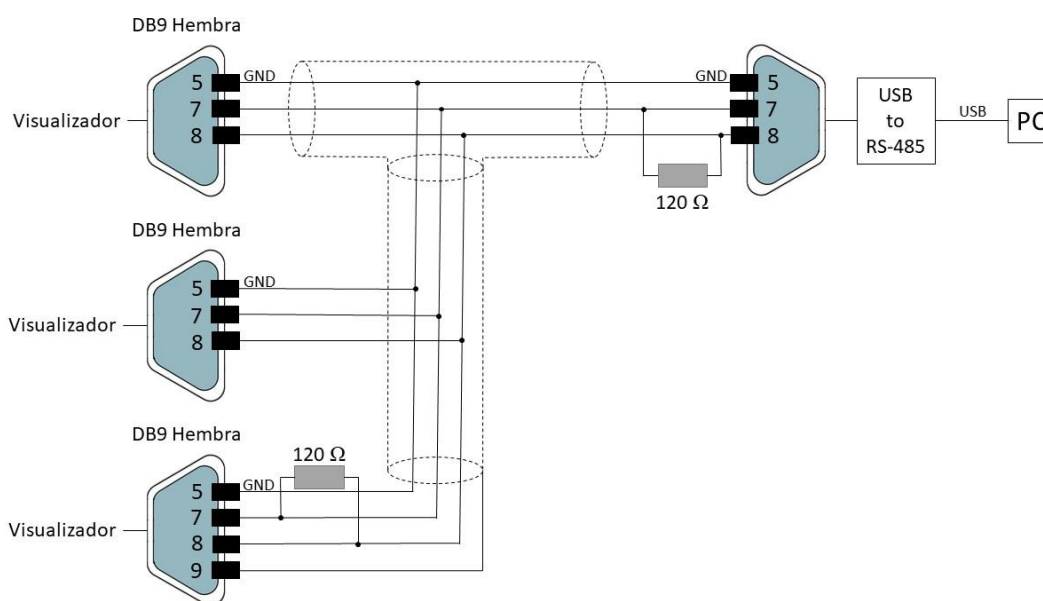 DB9 Hembra
Visualizador
5 GND
7
8
GND 5
7
8
120 Ω
USB
to
RS-485
USB
PC
DB9 Hembra
Visualizador
5 GND
7
8
DB9 Hembra
Visualizador
120 Ω
5 GND
7
8
9